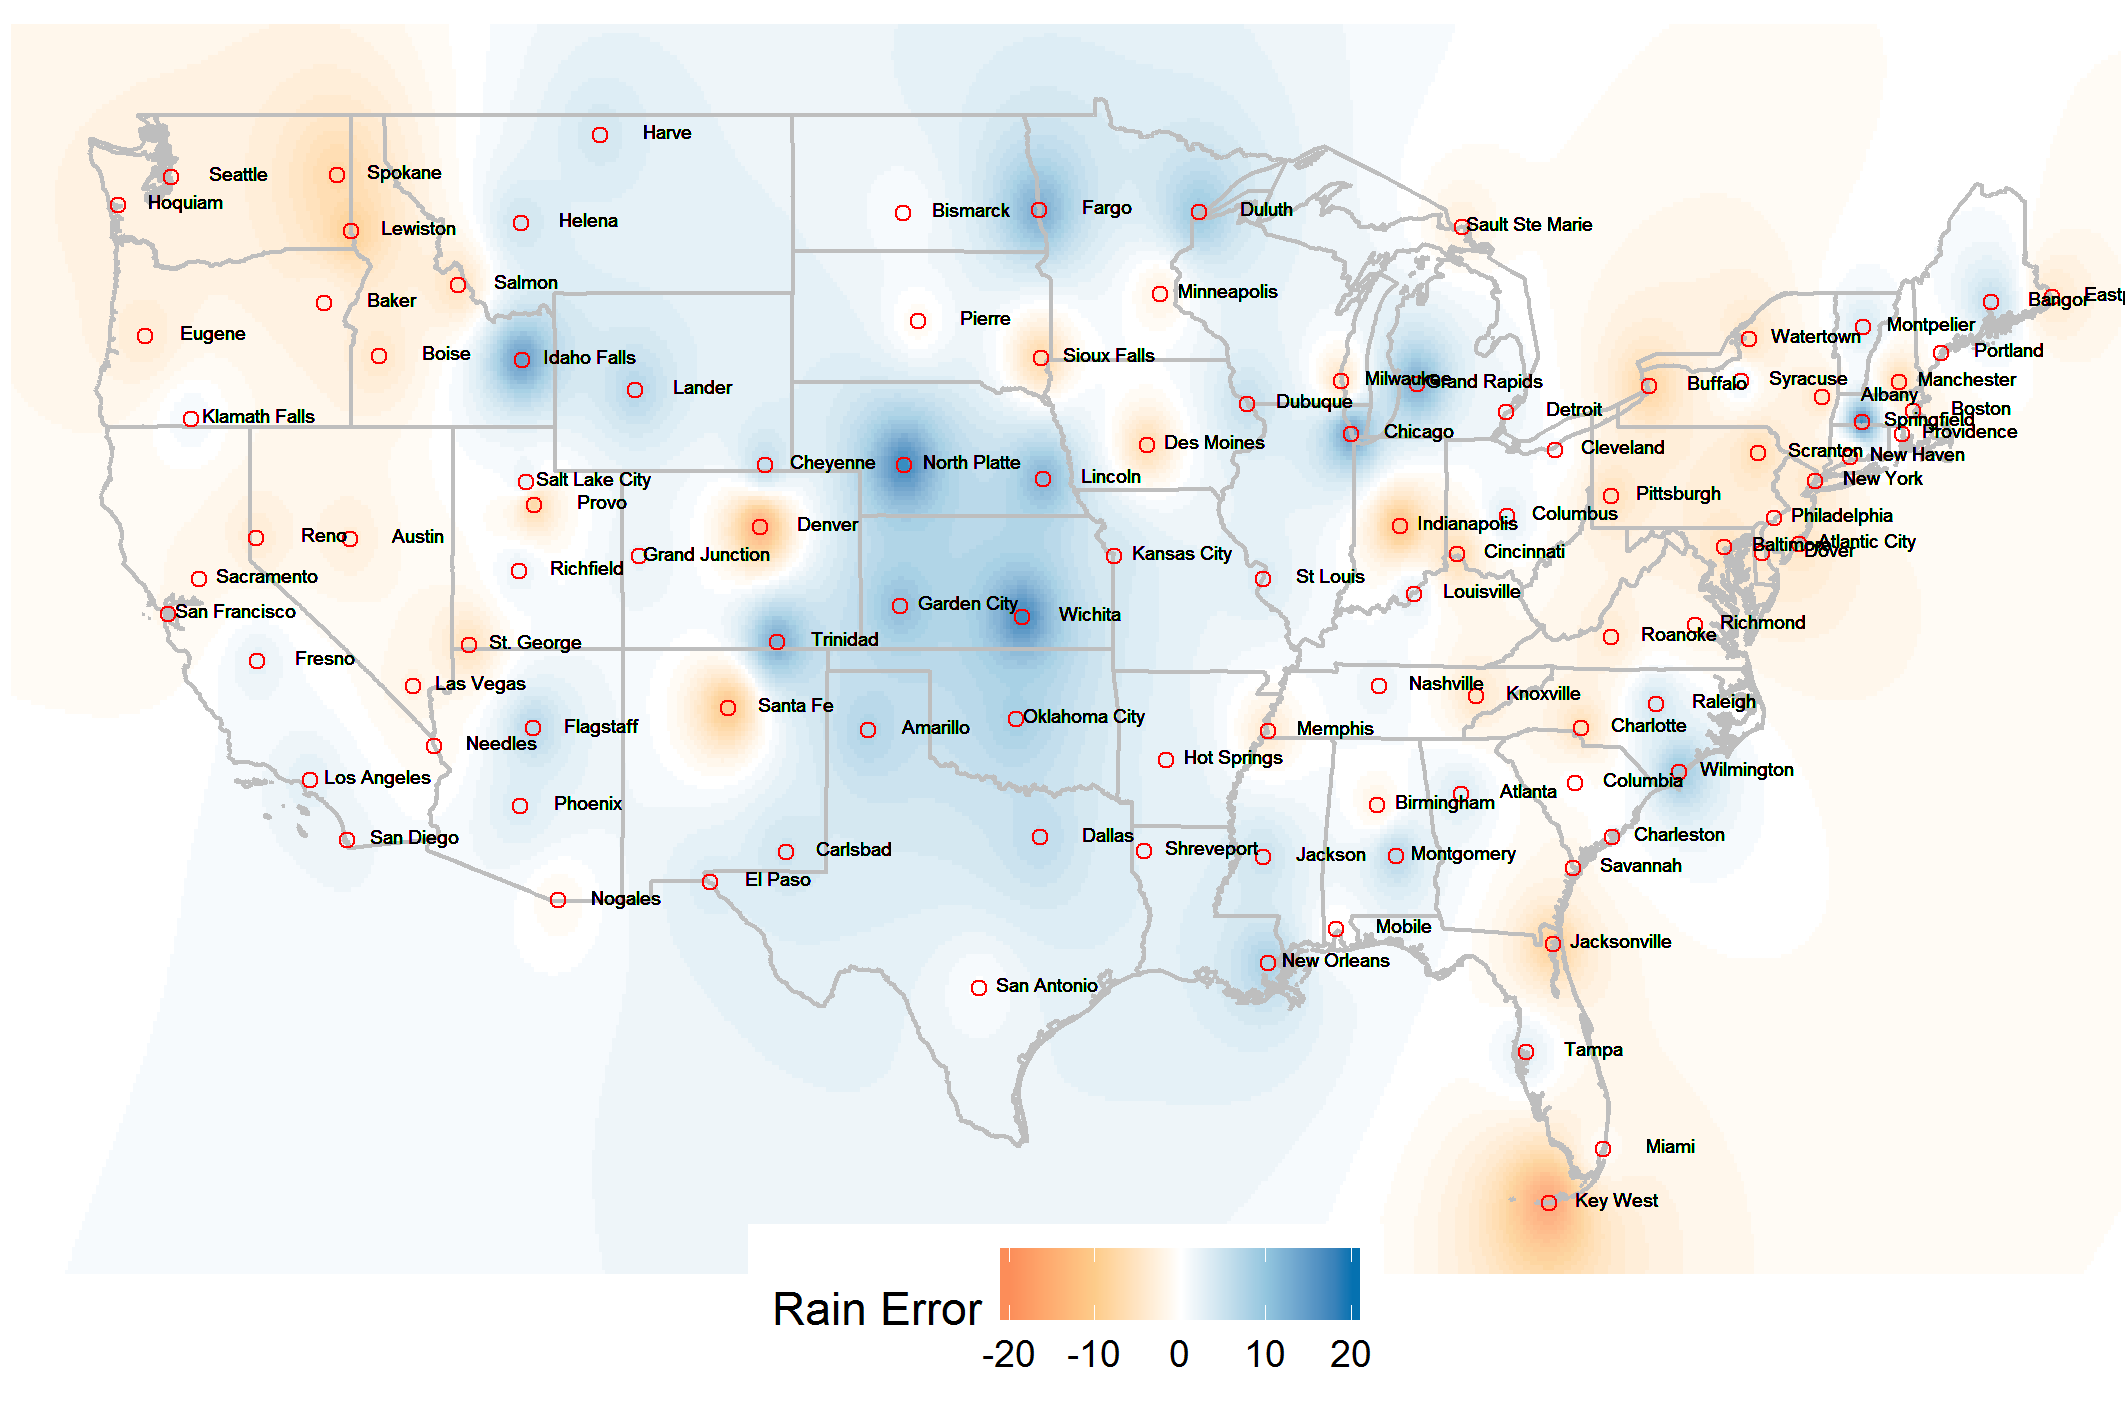 Harve
Seattle
Spokane
Hoquiam
Helena
Bismarck
Fargo
Duluth
Sault Ste Marie
Lewiston
Salmon
Baker
Minneapolis
Bangor
Eastp
Pierre
Montpelier
Eugene
Watertown
Portland
Boise
Idaho Falls
Sioux Falls
Lander
Milwaukee
Grand Rapids
Buffalo
Syracuse
Manchester
Albany
Dubuque
Detroit
Boston
Klamath Falls
Springfield
Chicago
Providence
Des Moines
Cleveland
Scranton
New Haven
Cheyenne
North Platte
Lincoln
Salt Lake City
New York
Provo
Pittsburgh
Columbus
Philadelphia
Denver
Indianapolis
Reno
Austin
Baltimore
Atlantic City
Dover
Grand Junction
Kansas City
Cincinnati
Richfield
Sacramento
St Louis
Louisville
San Francisco
Garden City
Wichita
Richmond
Trinidad
Roanoke
St. George
Fresno
Las Vegas
Nashville
Knoxville
Raleigh
Santa Fe
Flagstaff
Amarillo
Oklahoma City
Memphis
Charlotte
Needles
Hot Springs
Wilmington
Los Angeles
Columbia
Atlanta
Phoenix
Birmingham
San Diego
Dallas
Charleston
Carlsbad
Shreveport
Jackson
Montgomery
Savannah
El Paso
Nogales
Mobile
Jacksonville
New Orleans
San Antonio
Tampa
Miami
Key West
Rain Error
-20 -10 0 10 20